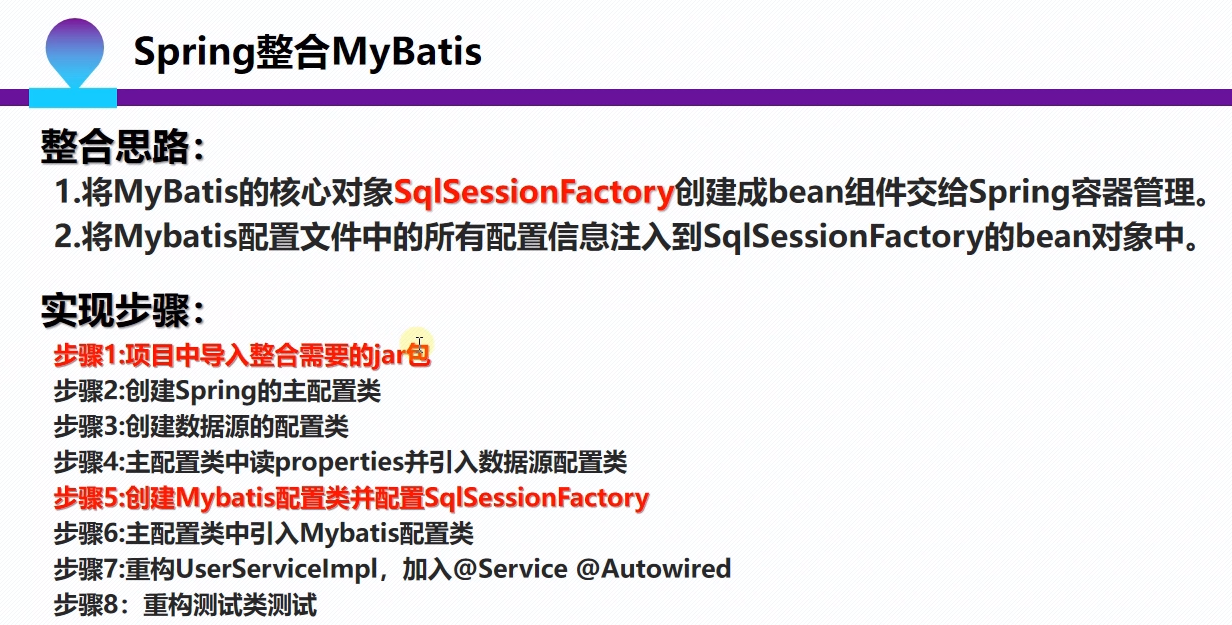 Spring整合MyBatis
整合思路：
1.将MyBatis的核心对象SqlSessionFactory创建成bean组件交给Spring容器管理。
2.将Mybatis配置文件中的所有配置信息注入到SqlSessionFactory的bean对象中。
实现步骤：
步骤1:项目中导入整合需要的jar包
步骤2:创建Spring的主配置类
步骤3:创建数据源的配置类
步骤4:主配置类中读properties并引入数据源配置类
步骤5:创建Mybatis配置类并配置SqlSessionFactory
步骤6:主配置类中引入Mybatis配置类
步骤7:重构UserServiceImpl，加入@Service @Autowired
步骤8：重构测试类测试